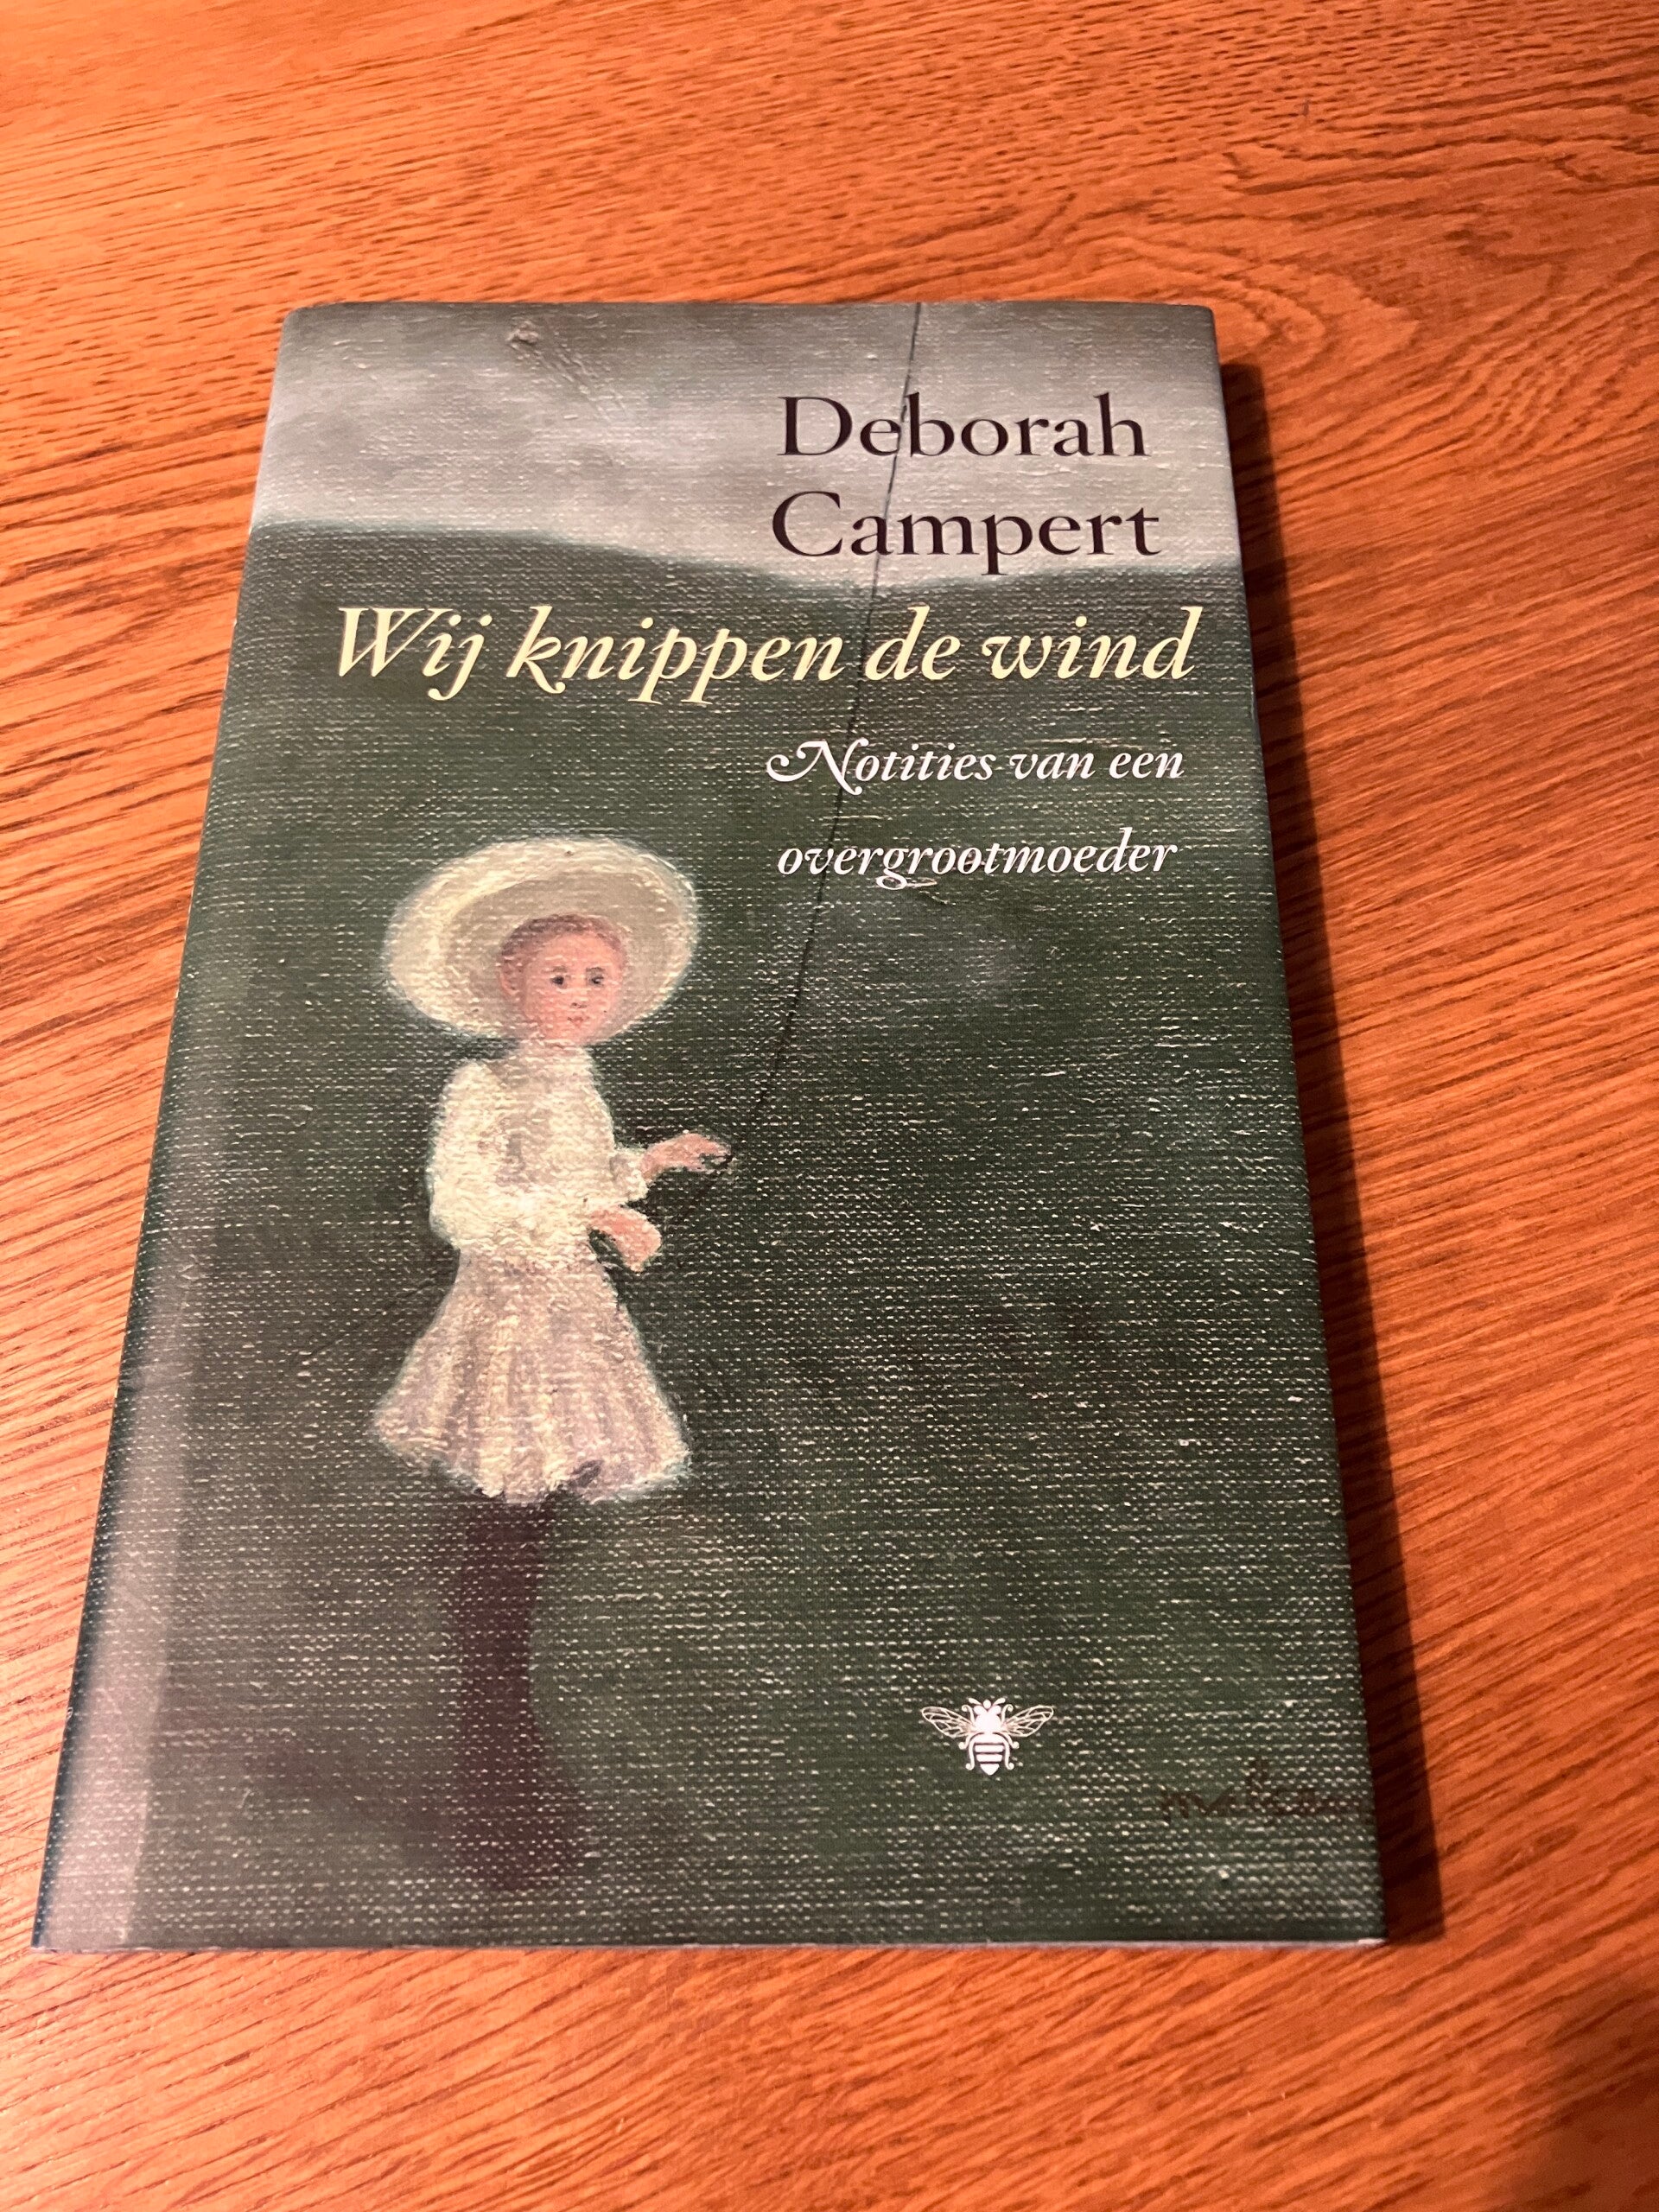 Deborah
Campert
Wij knippen de wind
Notities van een
overgrootmoeder